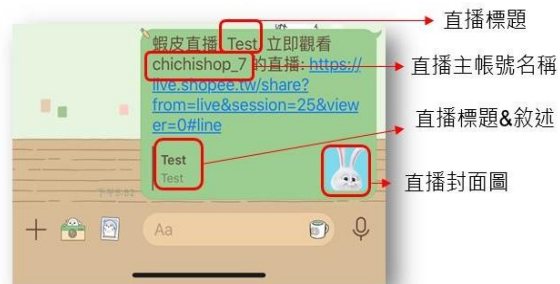 蝦皮直播: Test, 立即觀看
chichishop_7 的直播: https://
live.shopee.tw/share?
from=live&session=25&view
er=0#line
Test
Test
Aa
直播標題
直播主帳號名稱
直播標題&敘述
直播封面圖